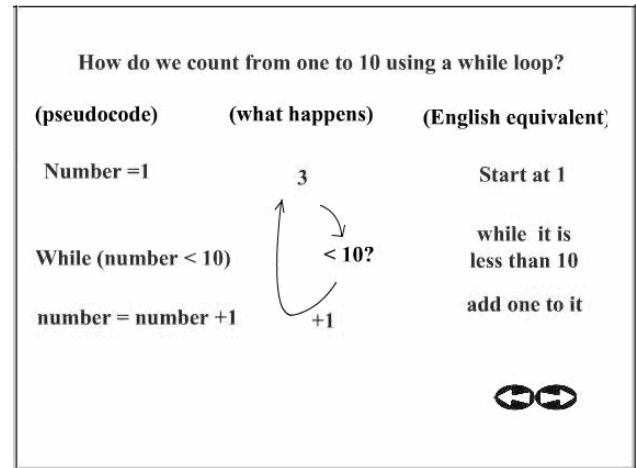 How do we count from one to 10 using a while loop?
(pseudocode) (what happens) (English equivalent)
Number =1 3 Start at 1
while it is
While (number < 10) < 10? less than 10
number = number +1 +1 add one to it